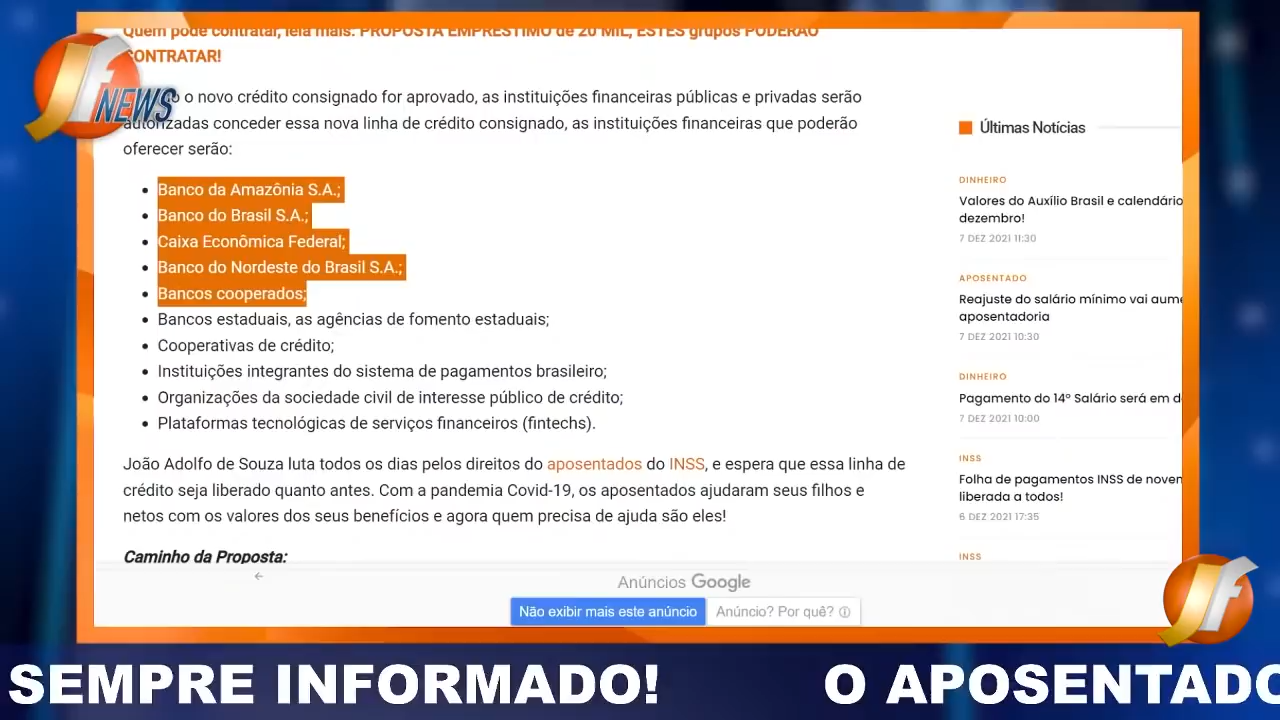 Quem pode contratar, leia mais: PROPOSTA EMPRÉSTIMO de 20 MIL, ESTES grupos PODERÃO
CONTRATAR!
JF NEWS
o novo crédito consignado for aprovado, as instituições financeiras públicas e privadas serão
autorizadas conceder essa nova linha de crédito consignado, as instituições financeiras que poderão
oferecer serão:
• Banco da Amazônia S.A.;
• Banco do Brasil S.A.;
• Caixa Econômica Federal;
• Banco do Nordeste do Brasil S.A.;
• Bancos cooperados;
• Bancos estaduais, as agências de fomento estaduais;
• Cooperativas de crédito;
• Instituições integrantes do sistema de pagamentos brasileiro;
• Organizações da sociedade civil de interesse público de crédito;
• Plataformas tecnológicas de serviços financeiros (fintechs).
João Adolfo de Souza luta todos os dias pelos direitos do aposentados do INSS, e espera que essa linha de
crédito seja liberado quanto antes. Com a pandemia Covid-19, os aposentados ajudaram seus filhos e
netos com os valores dos seus benefícios e agora quem precisa de ajuda são eles!
Caminho da Proposta:
Últimas Notícias
DINHEIRO
Valores do Auxílio Brasil e calendário
dezembro!
7 DEZ 2021 11:30
APOSENTADO
Reajuste do salário mínimo vai aume
aposentadoria
7 DEZ 2021 10:30
DINHEIRO
Pagamento do 14º Salário será em d
7 DEZ 2021 10:00
INSS
Folha de pagamentos INSS de noven
liberada a todos!
6 DEZ 2021 17:35
INSS
Anúncios Google
Não exibir mais este anúncio
Anúncio? Por quê?
JF
SEMPRE INFORMADO! O APOSENTADO